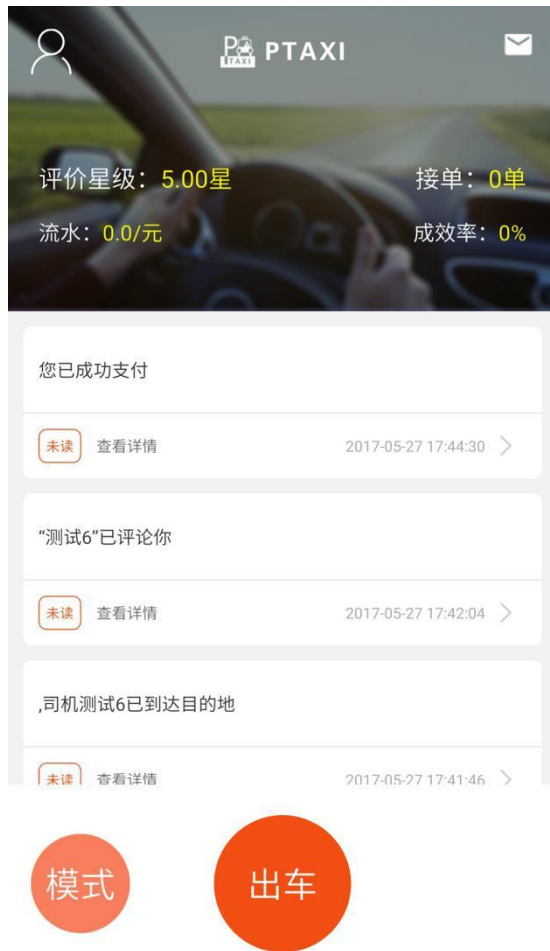 PTAXI
PTAXI
评价星级：5.00星
接单：0单
流水：0.0/元
成效率：0%
您已成功支付
未读 查看详情 2017-05-27 17:44:30
“测试6”已评论你
未读 查看详情 2017-05-27 17:42:04
,司机测试6已到达目的地
未读 查看详情 2017-05-27 17:41:46
模式
出车